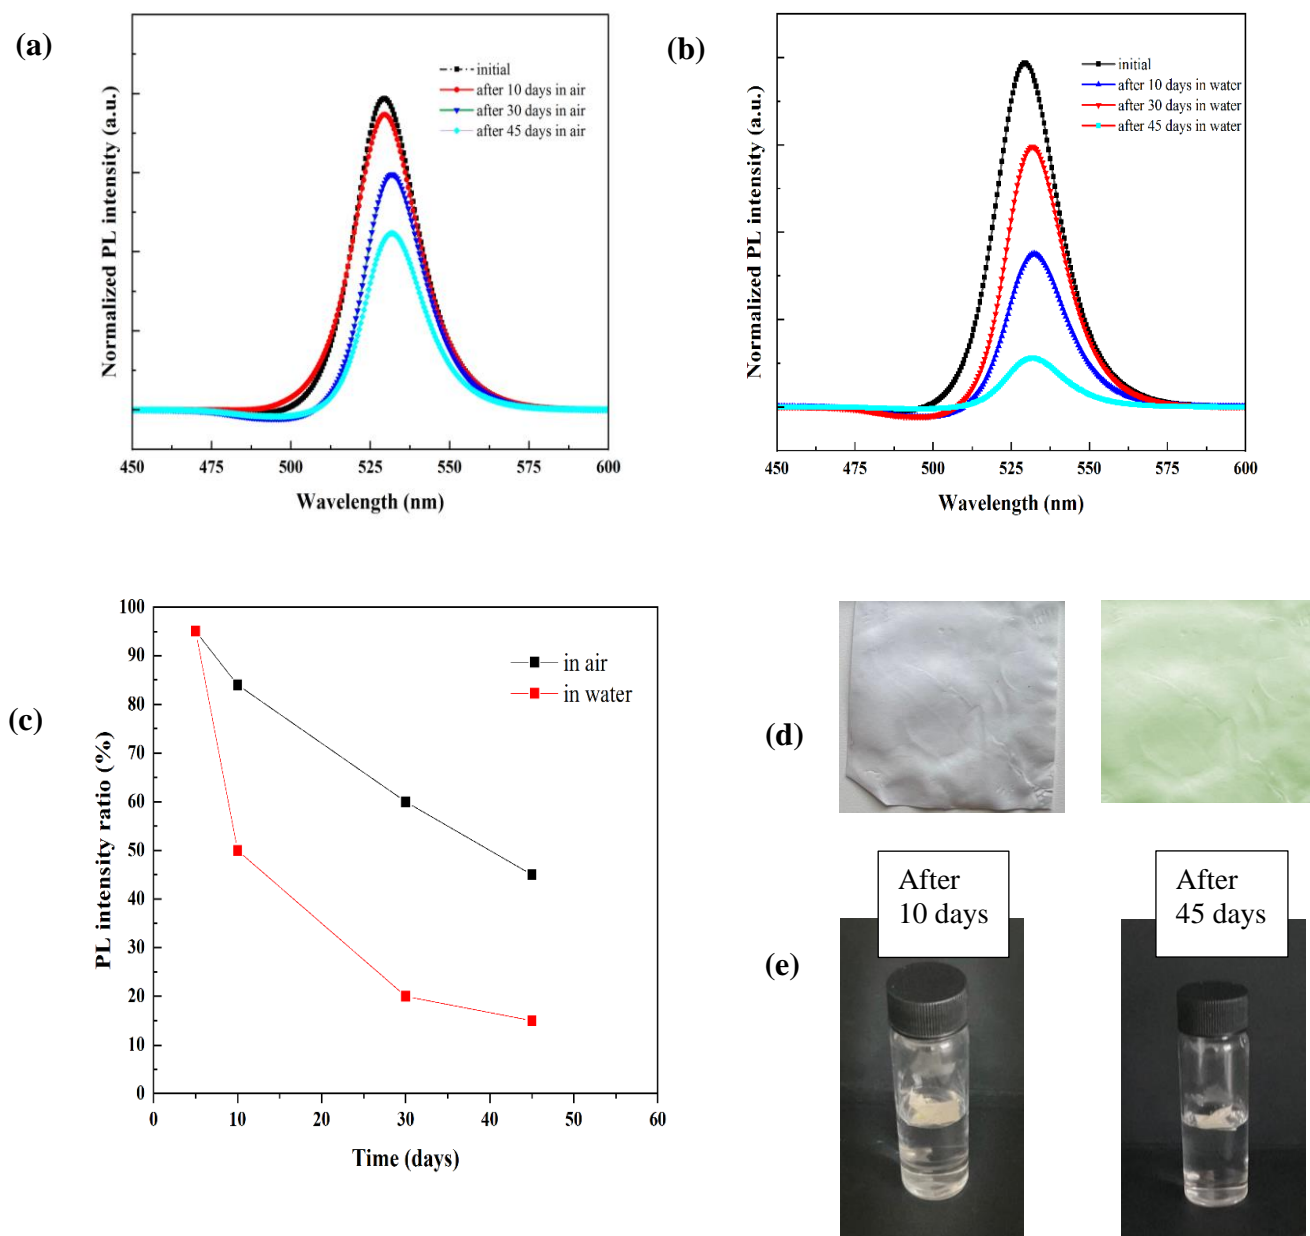 (a)
Normalized PL intensity (a.u.)
initial
after 10 days in air
after 30 days in air
after 45 days in air
450 475 500 525 550 575 600
Wavelength (nm)
(b)
Normalized PL intensity (a.u.)
initial
after 10 days in water
after 30 days in water
after 45 days in water
450 475 500 525 550 575 600
Wavelength (nm)
(c)
PL intensity ratio (%)
100
90
80
70
60
50
40
30
20
10
0
in air
in water
0 10 20 30 40 50 60
Time (days)
(d)
(e)
After
10 days
After
45 days